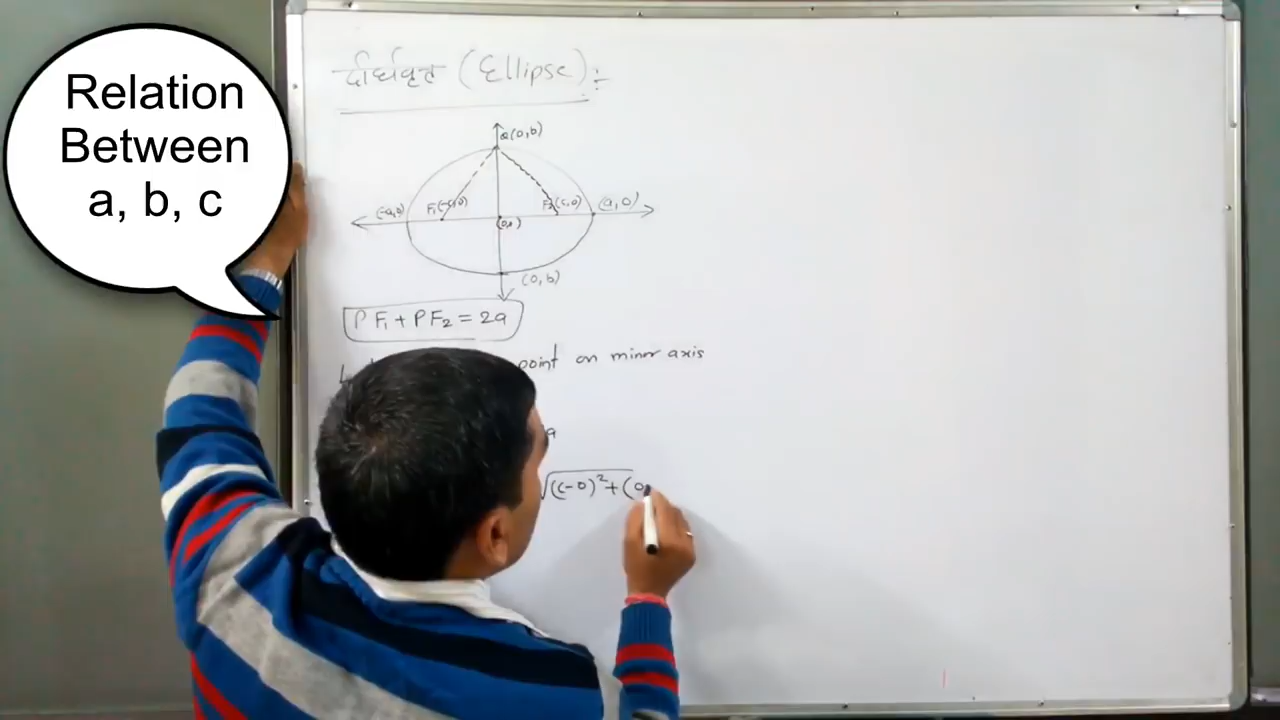 Relation
Between
a, b, c
दीर्घवृत्त (Ellipse) :-
Q(0,b)
(-a,0) F₁(-c,0) F₂(c,0) (a,0)
(0,0)
(0,b)
PF₁ + PF₂ = 2a
point on minor axis
a
√(c-0)² + (0